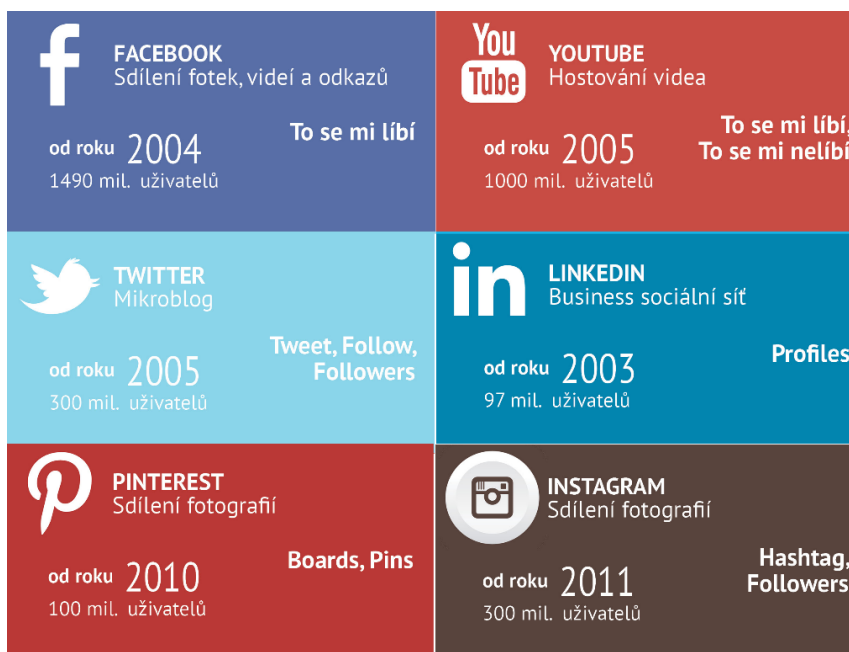 FACEBOOK
Sdílení fotek, videí a odkazů
To se mi líbí
od roku 2004
1490 mil. uživatelů
You
Tube
YOUTUBE
Hostování videa
To se mi líbí,
To se mi nelíbí
od roku 2005
1000 mil. uživatelů
TWITTER
Mikroblog
Tweet, Follow,
Followers
od roku 2005
300 mil. uživatelů
in
LINKEDIN
Business sociální síť
Profiles
od roku 2003
97 mil. uživatelů
PINTEREST
Sdílení fotografií
Boards, Pins
od roku 2010
100 mil. uživatelů
INSTAGRAM
Sdílení fotografií
Hashtag,
Followers
od roku 2011
300 mil. uživatelů